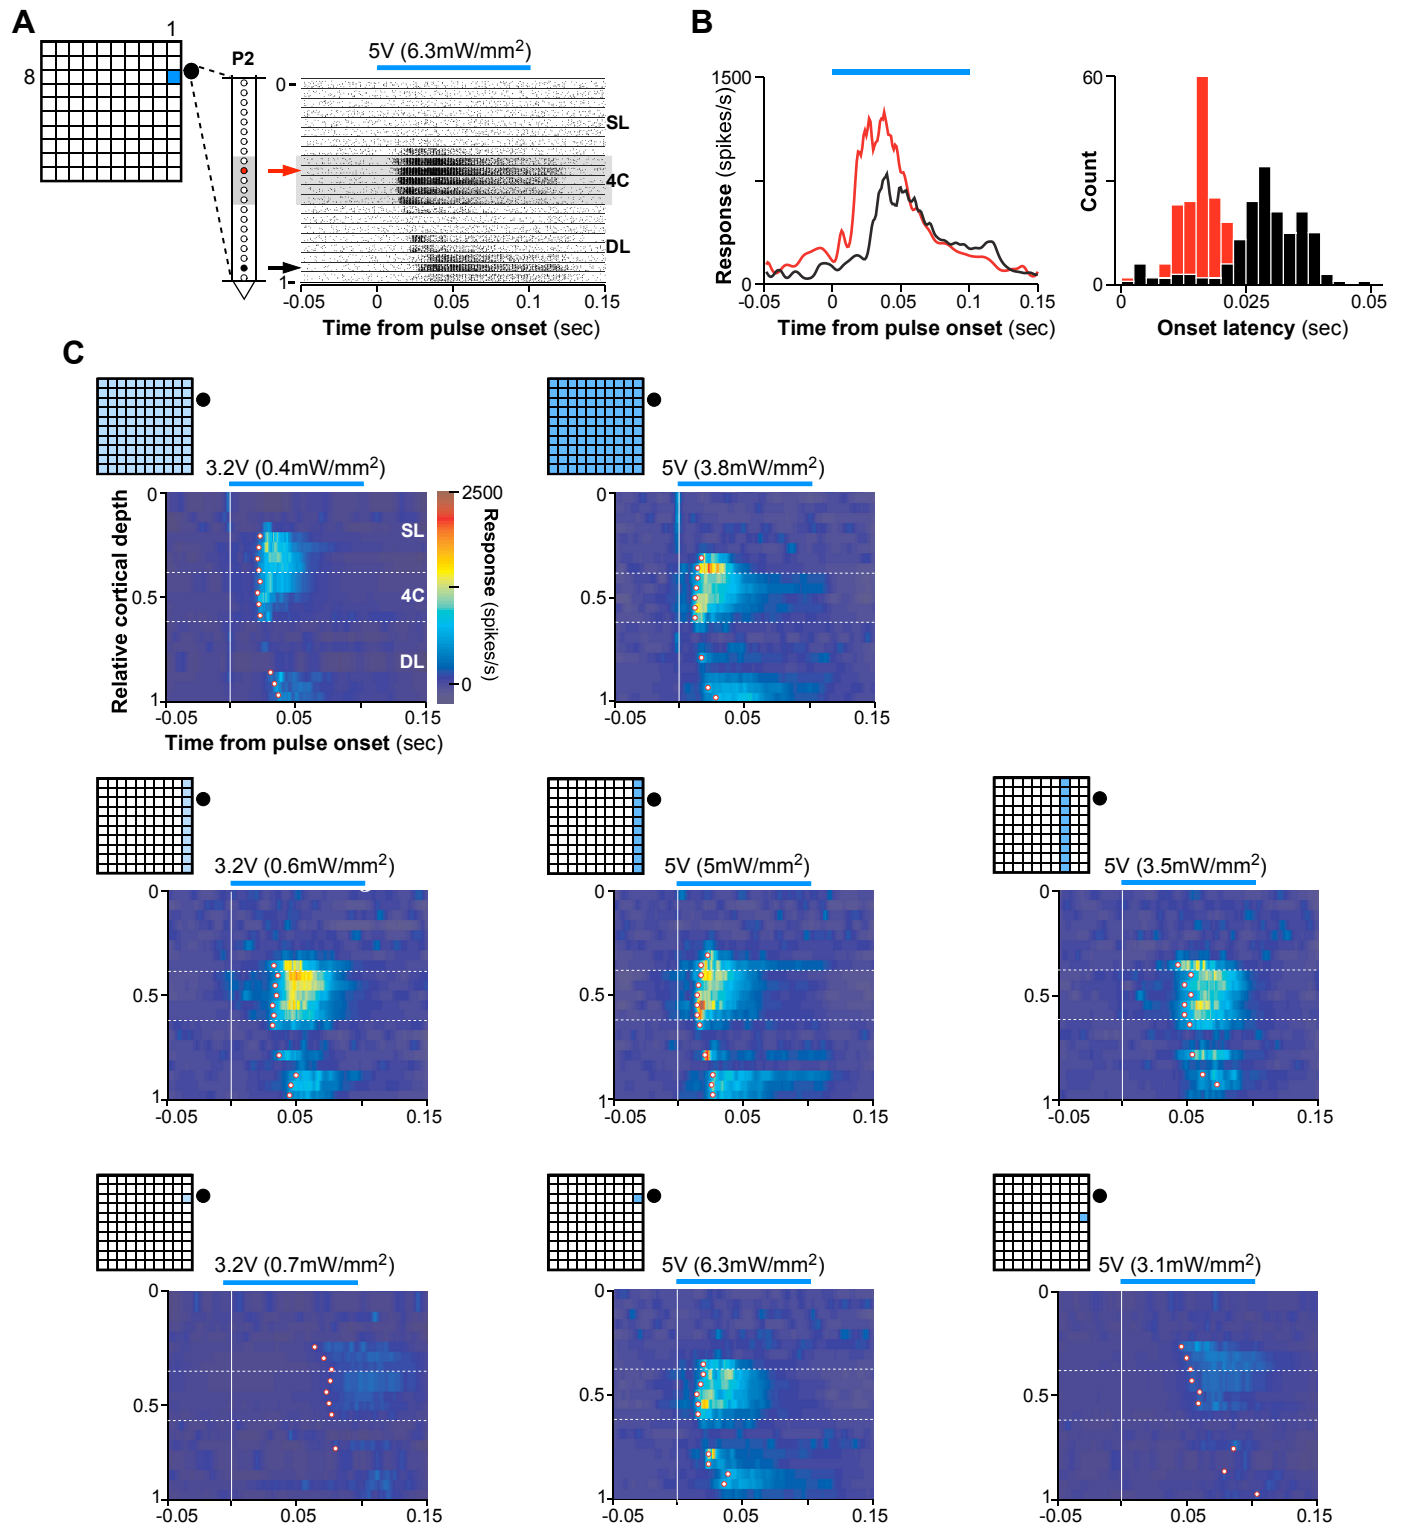 A
1
8
P2
5V (6.3mW/mm2)
0
SL
4C
DL
1
-0.05 0 0.05 0.1 0.15
Time from pulse onset (sec)
B
1500
Response (spikes/s)
0
-0.05 0 0.05 0.1 0.15
Time from pulse onset (sec)
60
Count
0
0 0.025 0.05
Onset latency (sec)
C
3.2V (0.4mW/mm2)
0
0.5
1
Relative cortical depth
SL
4C
DL
2500
0
Response (spikes/s)
-0.05 0.05 0.15
Time from pulse onset (sec)
5V (3.8mW/mm2)
0
0.5
1
-0.05 0.05 0.15
3.2V (0.6mW/mm2)
0
0.5
1
-0.05 0.05 0.15
5V (5mW/mm2)
0
0.5
1
-0.05 0.05 0.15
5V (3.5mW/mm2)
0
0.5
1
-0.05 0.05 0.15
3.2V (0.7mW/mm2)
0
0.5
1
-0.05 0.05 0.15
5V (6.3mW/mm2)
0
0.5
1
-0.05 0.05 0.15
5V (3.1mW/mm2)
0
0.5
1
-0.05 0.05 0.15